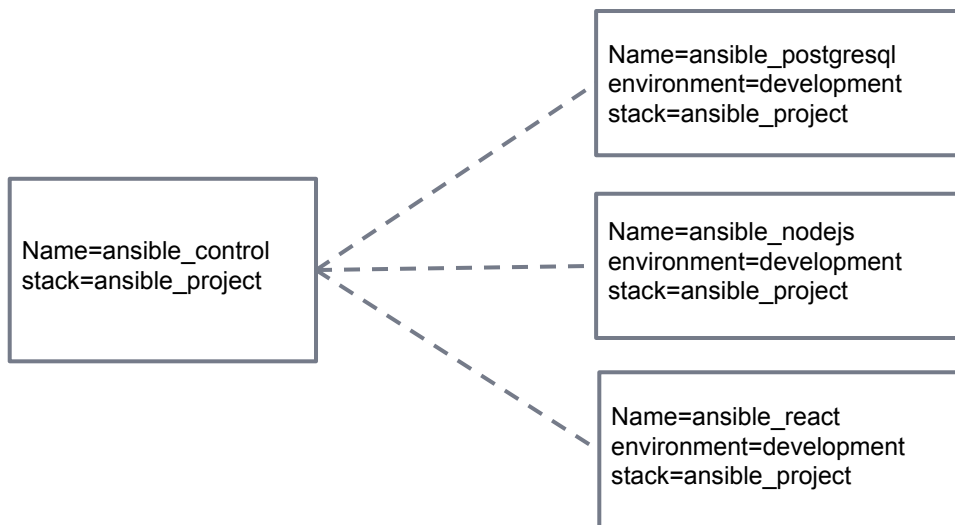 Name=ansible_postgresql
environment=development
stack=ansible_project
Name=ansible_control
stack=ansible_project
Name=ansible_nodejs
environment=development
stack=ansible_project
Name=ansible_react
environment=development
stack=ansible_project